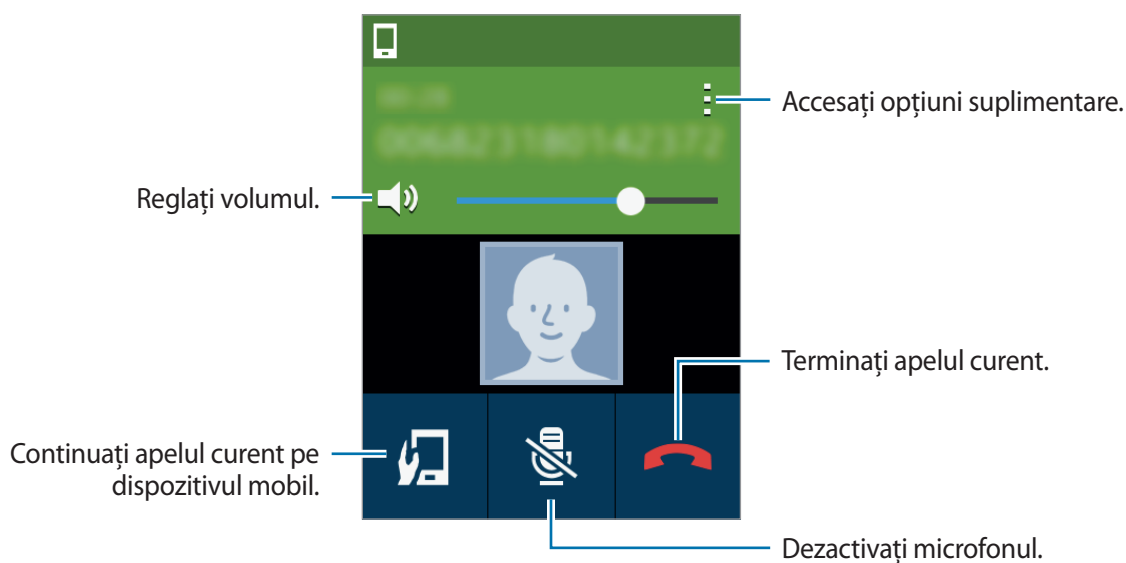 Accesați opțiuni suplimentare.
Reglați volumul.
Terminați apelul curent.
Continuați apelul curent pe
dispozitivul mobil.
Dezactivați microfonul.